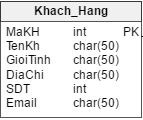 Khach_Hang
MaKH int PK
TenKh char(50)
GioiTinh char(50)
DiaChi char(50)
SDT int
Email char(50)